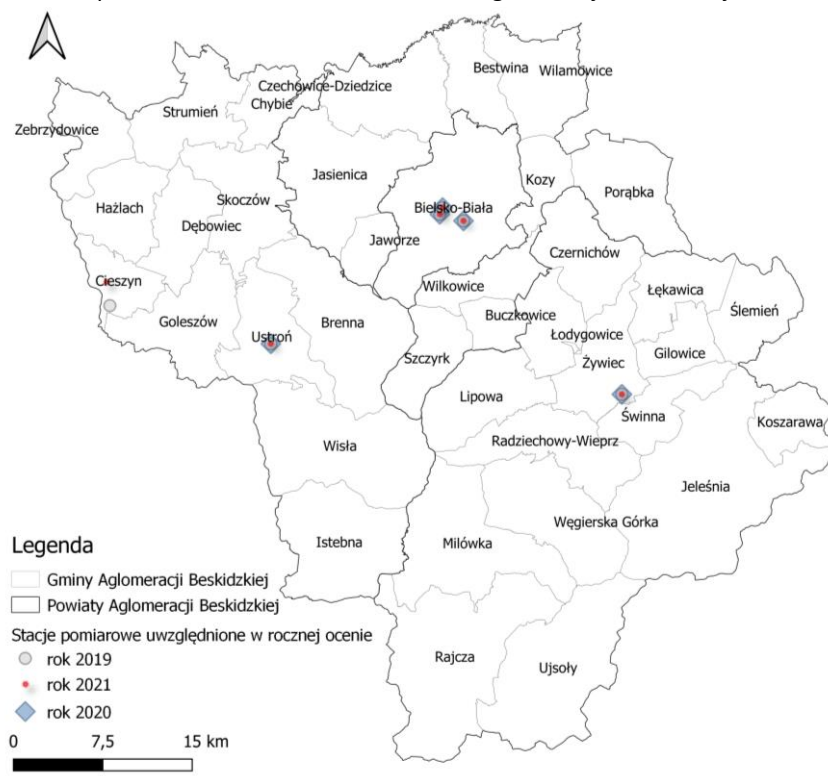 Bestwina
Wilamowice
Czechowice-Dziedzice
Chybie
Strumień
Zebrzydowice
Jasienica
Kozy
Porąbka
Hażlach
Skoczów
Bielsko-Biała
Dębowiec
Jaworze
Czernichów
Cieszyn
Wilkowice
Łękawica
Ślemień
Goleszów
Brenna
Buczkowice
Ustroń
Łodygowice
Szczyrk
Żywiec
Gilowice
Lipowa
Świnna
Koszarawa
Wisła
Radziechowy-Wieprz
Jeleśnia
Węgierska Górka
Istebna
Milówka
Rajcza
Ujsoły
Legenda
Gminy Aglomeracji Beskidzkiej
Powiaty Aglomeracji Beskidzkiej
Stacje pomiarowe uwzględnione w rocznej ocenie
rok 2019
rok 2021
rok 2020
0 7,5 15 km